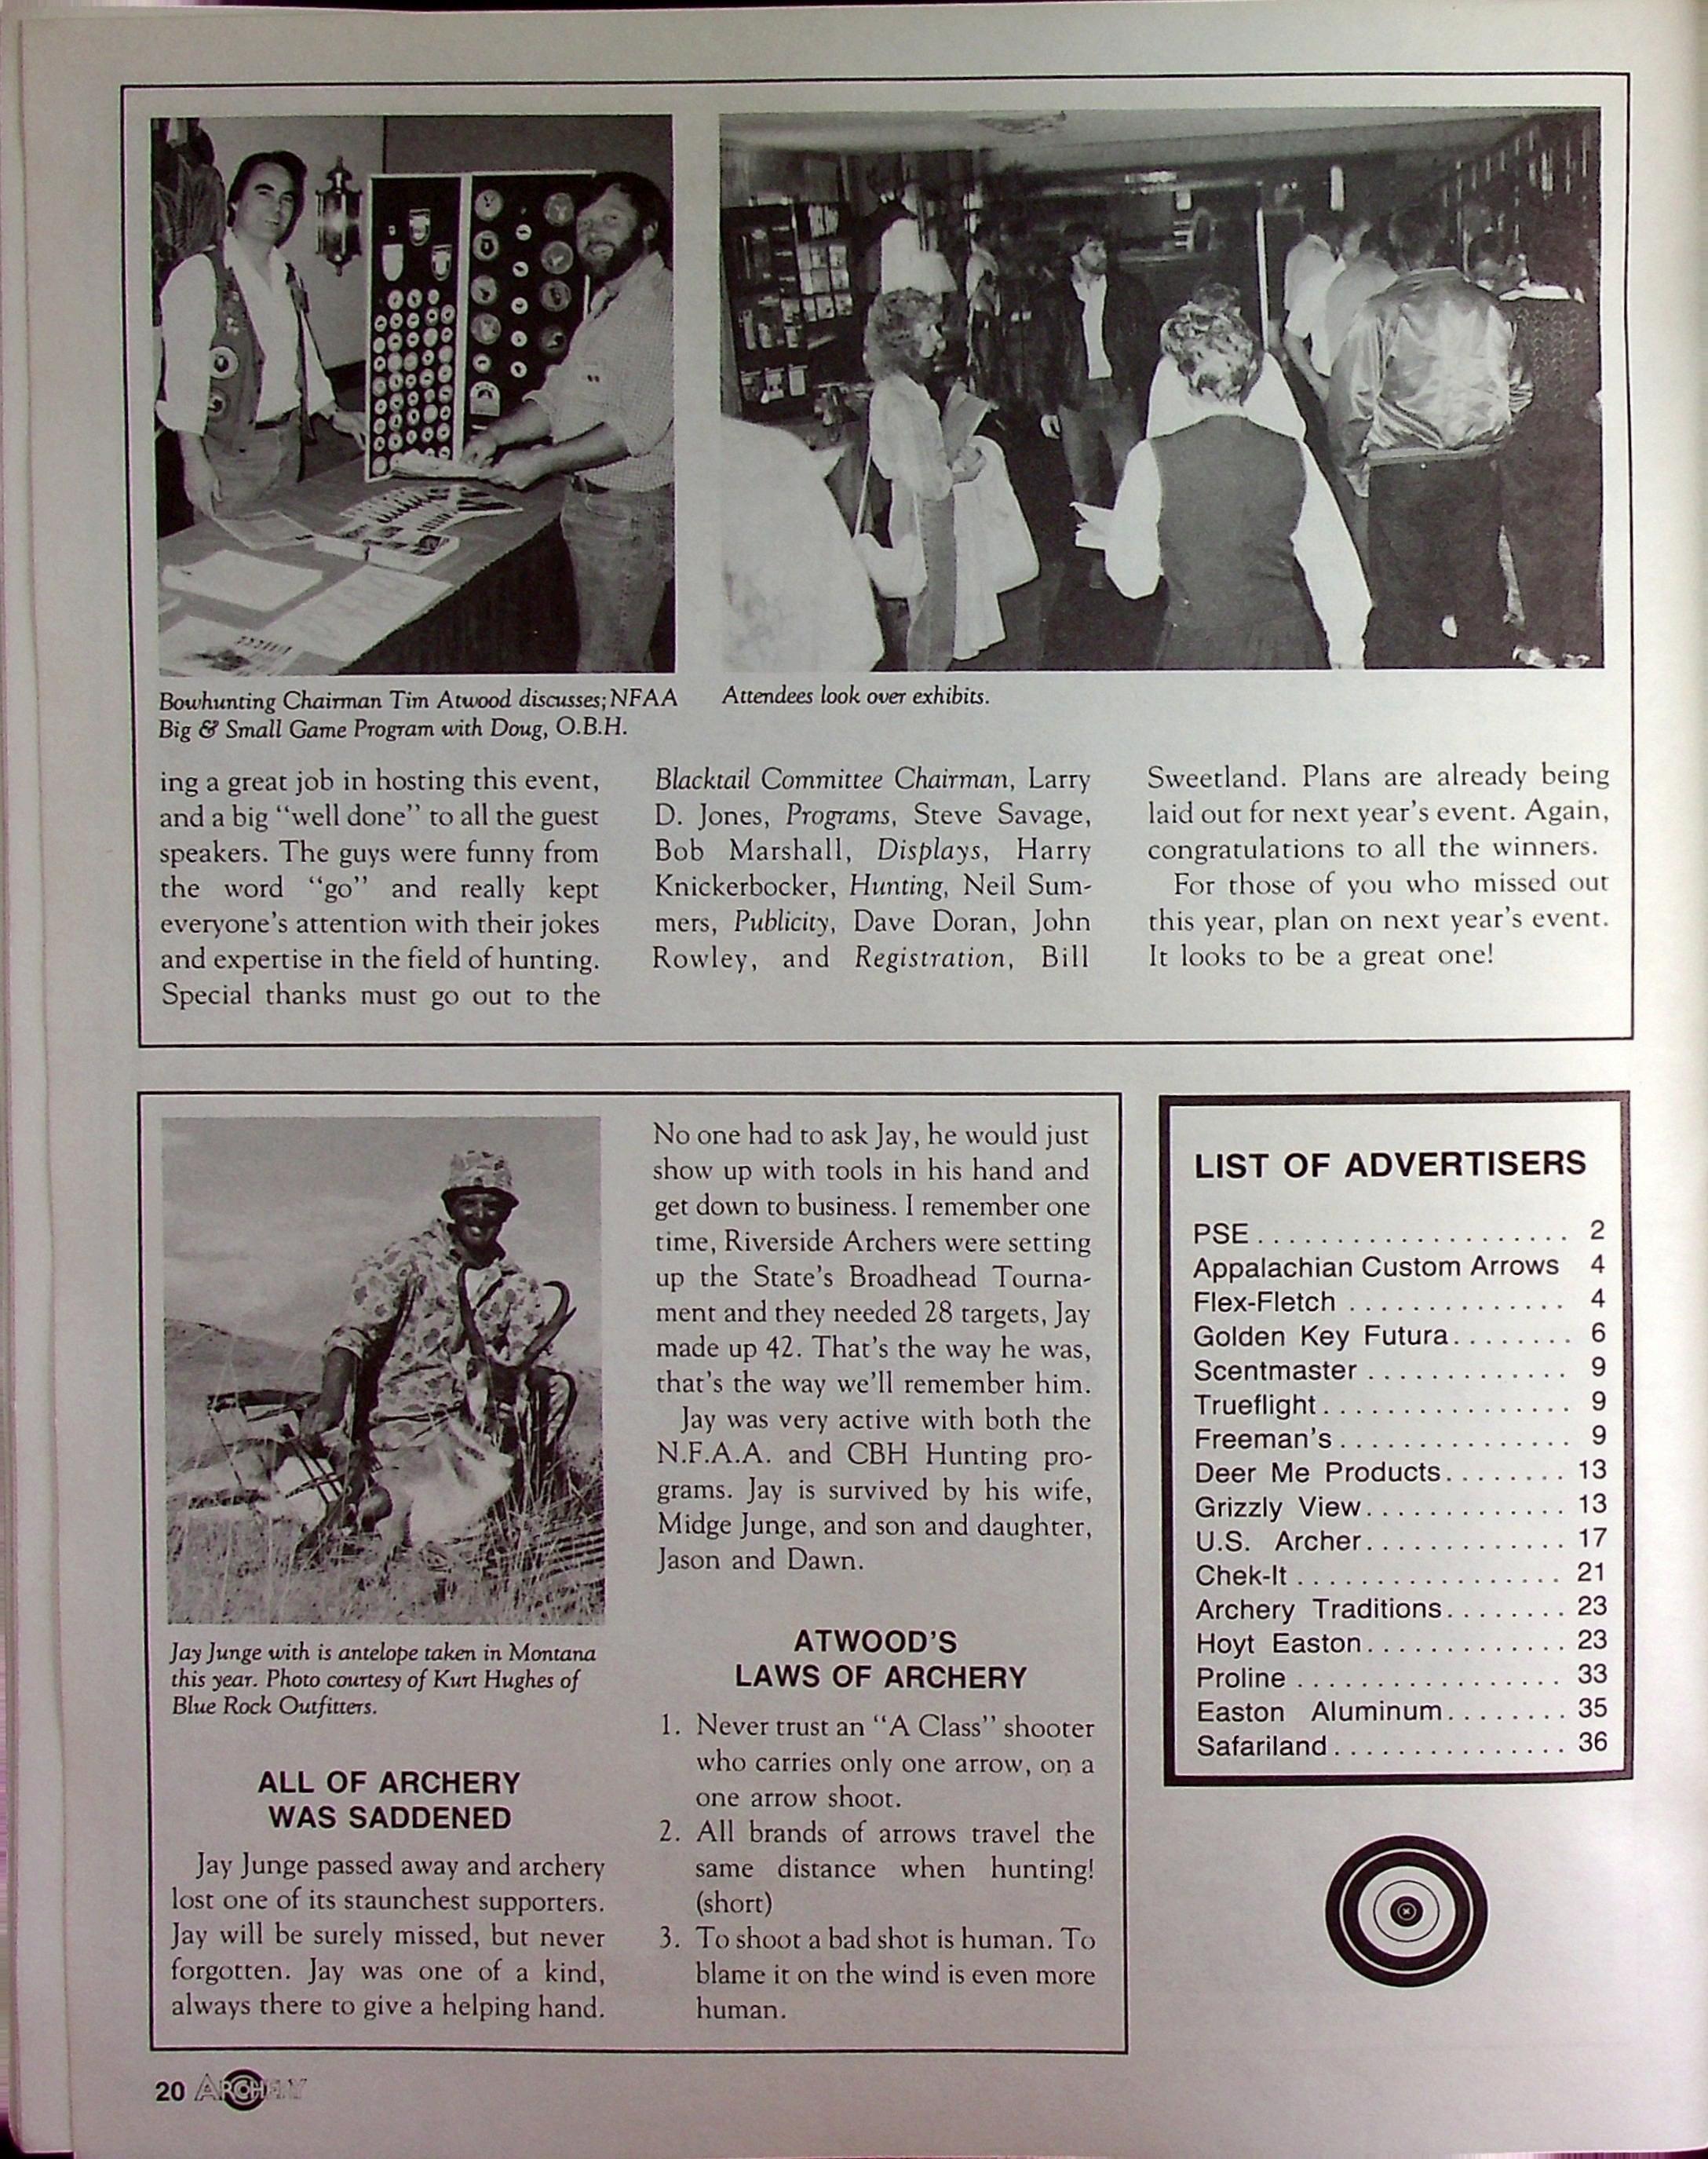 Bowhunting Chairman Tim Atwood discusses; NFAA
Big & Small Game Program with Doug, O.B.H.
Attendees look over exhibits.
ing a great job in hosting this event,
and a big "well done" to all the guest
speakers. The guys were funny from
the word "go" and really kept
everyone's attention with their jokes
and expertise in the field of hunting.
Special thanks must go out to the
Blacktail Committee Chairman, Larry
D. Jones, Programs, Steve Savage,
Bob Marshall, Displays, Harry
Knickerbocker, Hunting, Neil Sum-
mers, Publicity, Dave Doran, John
Rowley, and Registration, Bill
Sweetland. Plans are already being
laid out for next year's event. Again,
congratulations to all the winners.
For those of you who missed out
this year, plan on next year's event.
It looks to be a great one!
Jay Junge with is antelope taken in Montana
this year. Photo courtesy of Kurt Hughes of
Blue Rock Outfitters.
ALL OF ARCHERY
WAS SADDENED
Jay Junge passed away and archery
lost one of its staunchest supporters.
Jay will be surely missed, but never
forgotten. Jay was one of a kind,
always there to give a helping hand.
No one had to ask Jay, he would just
show up with tools in his hand and
get down to business. I remember one
time, Riverside Archers were setting
up the State's Broadhead Tourna-
ment and they needed 28 targets, Jay
made up 42. That's the way he was,
that's the way we'll remember him.
Jay was very active with both the
N.F.A.A. and CBH Hunting pro-
grams. Jay is survived by his wife,
Midge Junge, and son and daughter,
Jason and Dawn.
ATWOOD'S
LAWS OF ARCHERY
1. Never trust an "A Class" shooter
who carries only one arrow, on a
one arrow shoot.
2. All brands of arrows travel the
same distance when hunting!
(short)
3. To shoot a bad shot is human. To
blame it on the wind is even more
human.
LIST OF ADVERTISERS
PSE.................... 2
Appalachian Custom Arrows 4
Flex-Fletch .............. 4
Golden Key Futura........ 6
Scentmaster ............. 9
Trueflight................ 9
Freeman's............... 9
Deer Me Products........ 13
Grizzly View............. 13
U.S. Archer............. 17
Chek-It ................. 21
Archery Traditions........ 23
Hoyt Easton............. 23
Proline ................. 33
Easton Aluminum........ 35
Safariland............... 36
20 ARCHERY